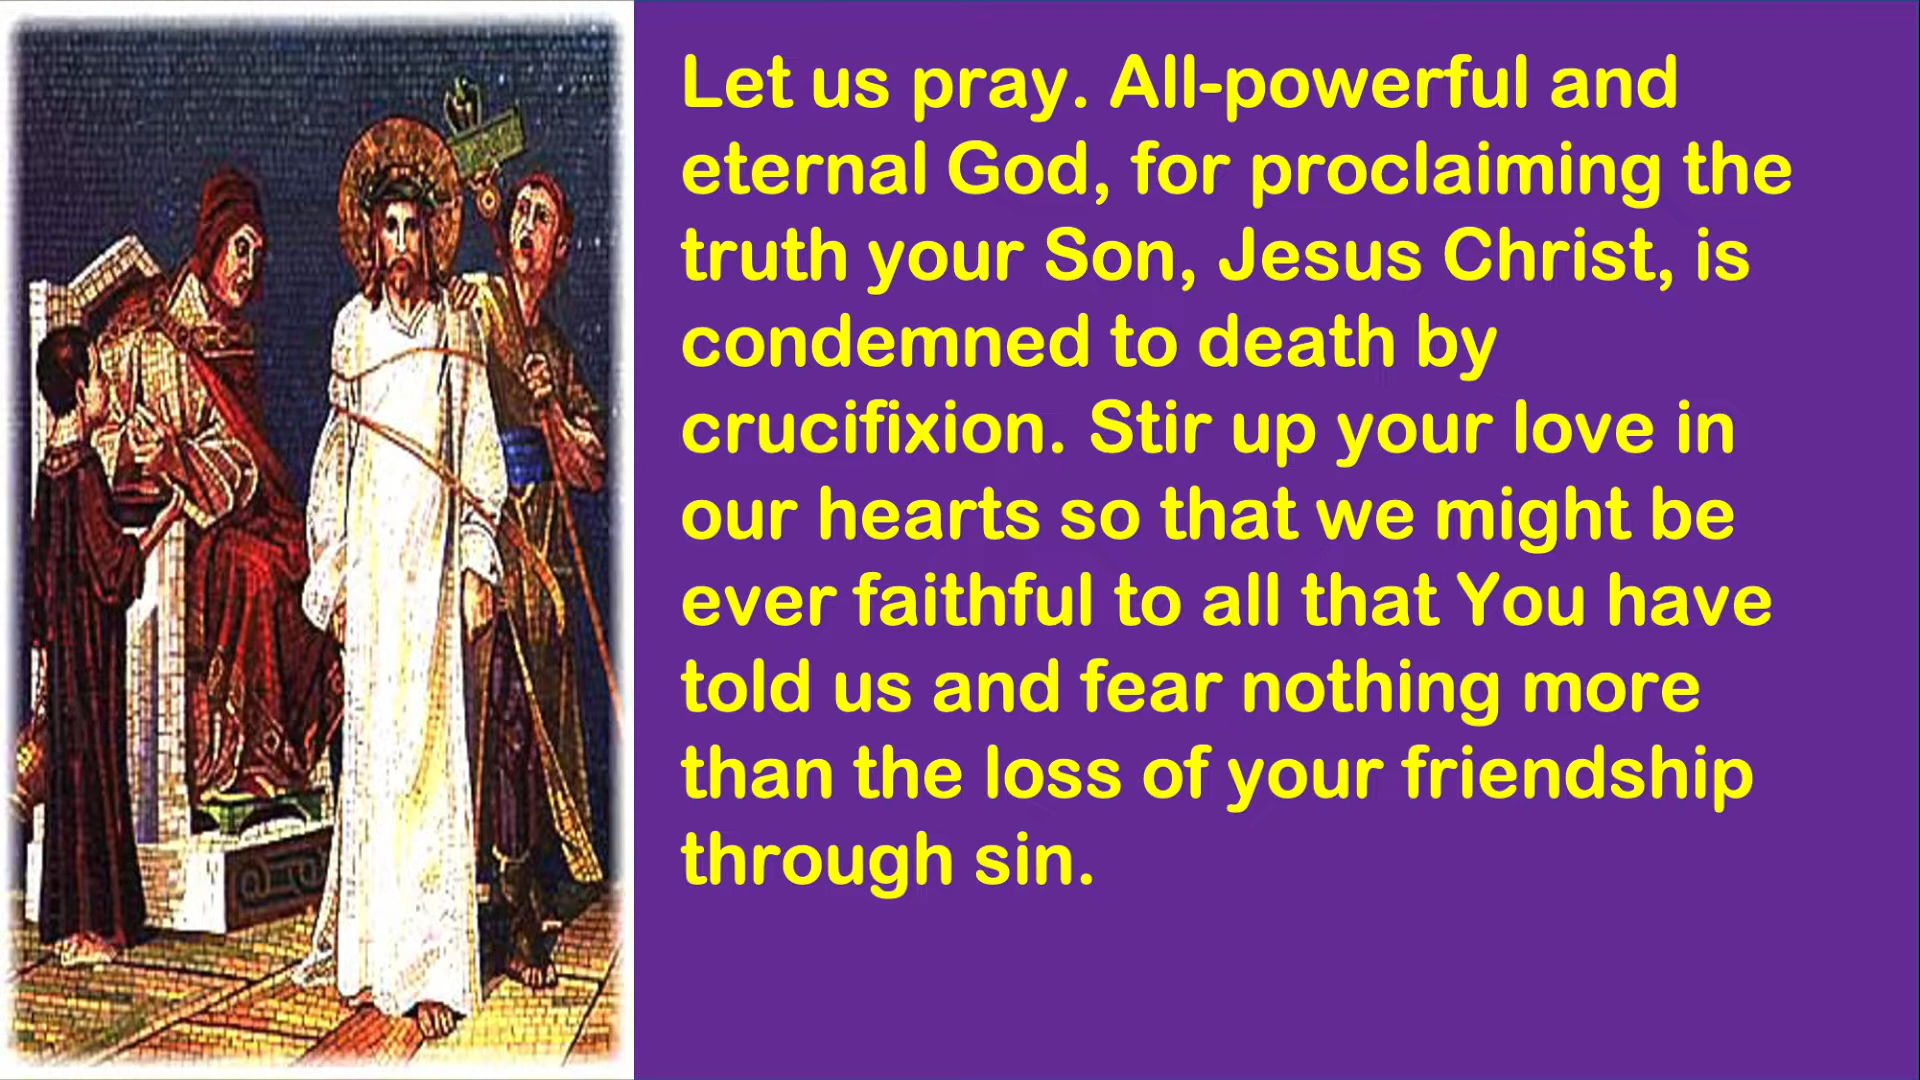 Let us pray. All-powerful and
eternal God, for proclaiming the
truth your Son, Jesus Christ, is
condemned to death by
crucifixion. Stir up your love in
our hearts so that we might be
ever faithful to all that You have
told us and fear nothing more
than the loss of your friendship
through sin.